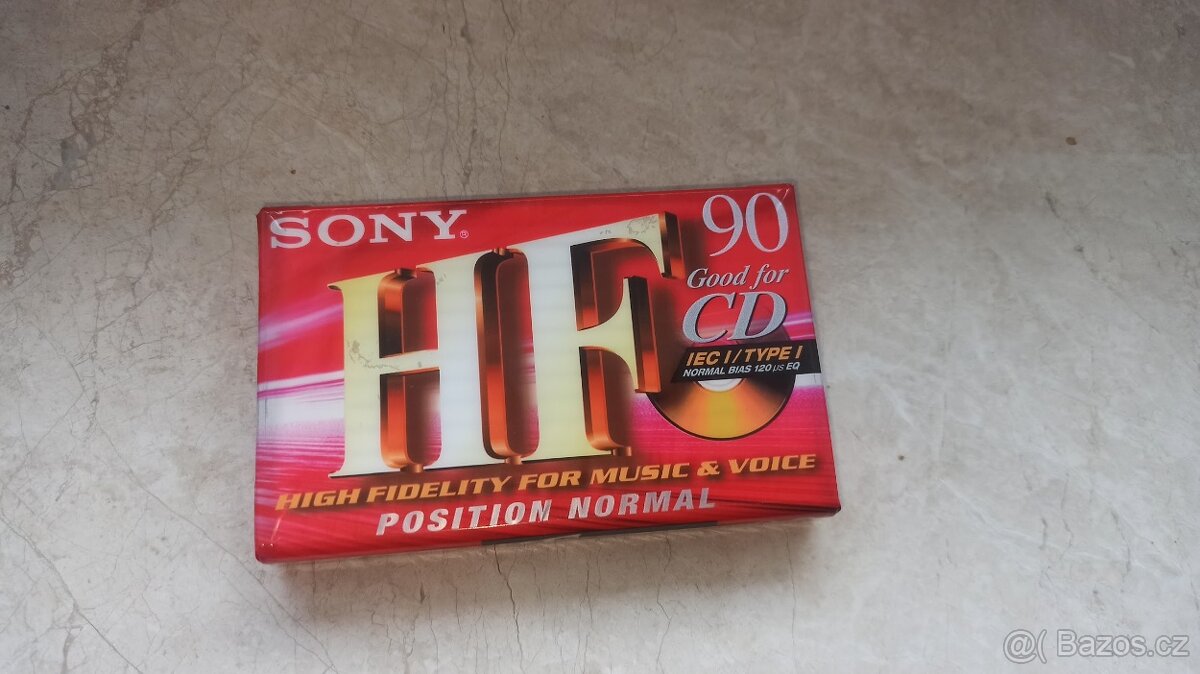 SONY®
90
HF
Good for
CD
IEC I / TYPE I
NORMAL BIAS 120 µs EQ
HIGH FIDELITY FOR MUSIC & VOICE
POSITION NORMAL
@( Bazos.cz